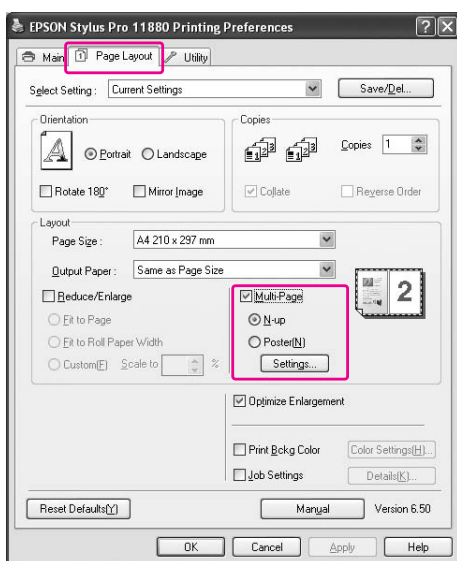 EPSON Stylus Pro 11880 Printing Preferences
Main Page Layout Utility
Select Setting : Current Settings Save/Del...
Orientation Copies
A Portrait Landscape Copies 1
Rotate 180° Mirror Image Collate Reverse Order
Layout
Page Size : A4 210 x 297 mm
Output Paper : Same as Page Size
Reduce/Enlarge Multi-Page 2
Fit to Page N-up
Fit to Roll Paper Width Poster(N)
Custom(F) Scale to % Settings...
Optimize Enlargement
Print Bckg Color Color Settings(H)...
Job Settings Details(K)...
Reset Defaults(Y) Manual Version 6.50
OK Cancel Apply Help